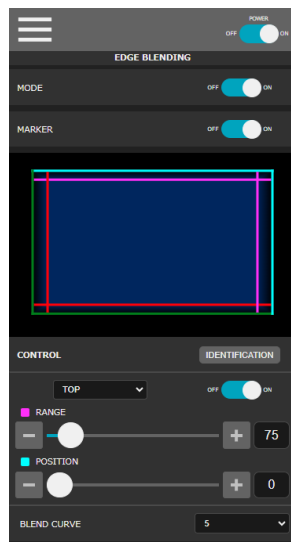 POWER
OFF ON
EDGE BLENDING
MODE OFF ON
MARKER OFF ON
CONTROL IDENTIFICATION
TOP OFF ON
RANGE
75
POSITION
0
BLEND CURVE 5